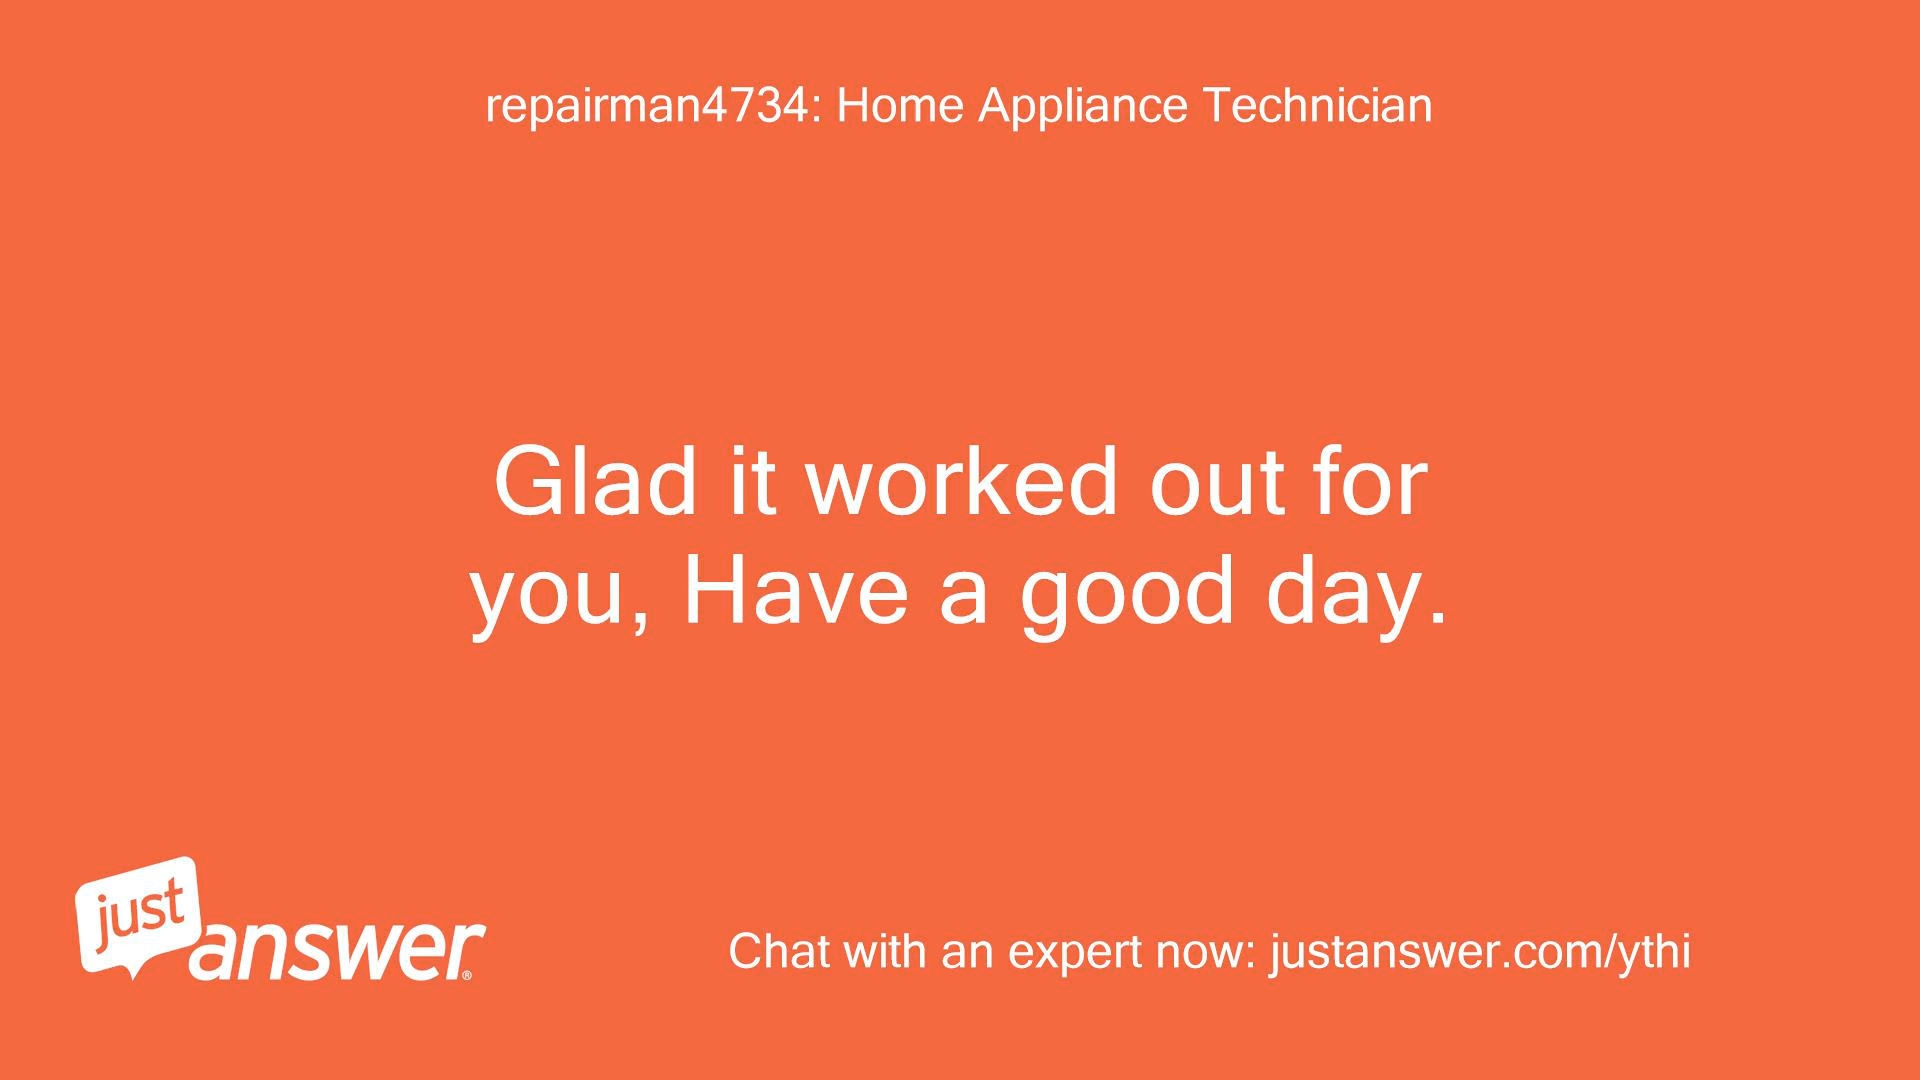 repairman4734: Home Appliance Technician
Glad it worked out for
you, Have a good day.
just
answer®
Chat with an expert now: justanswer.com/ythi